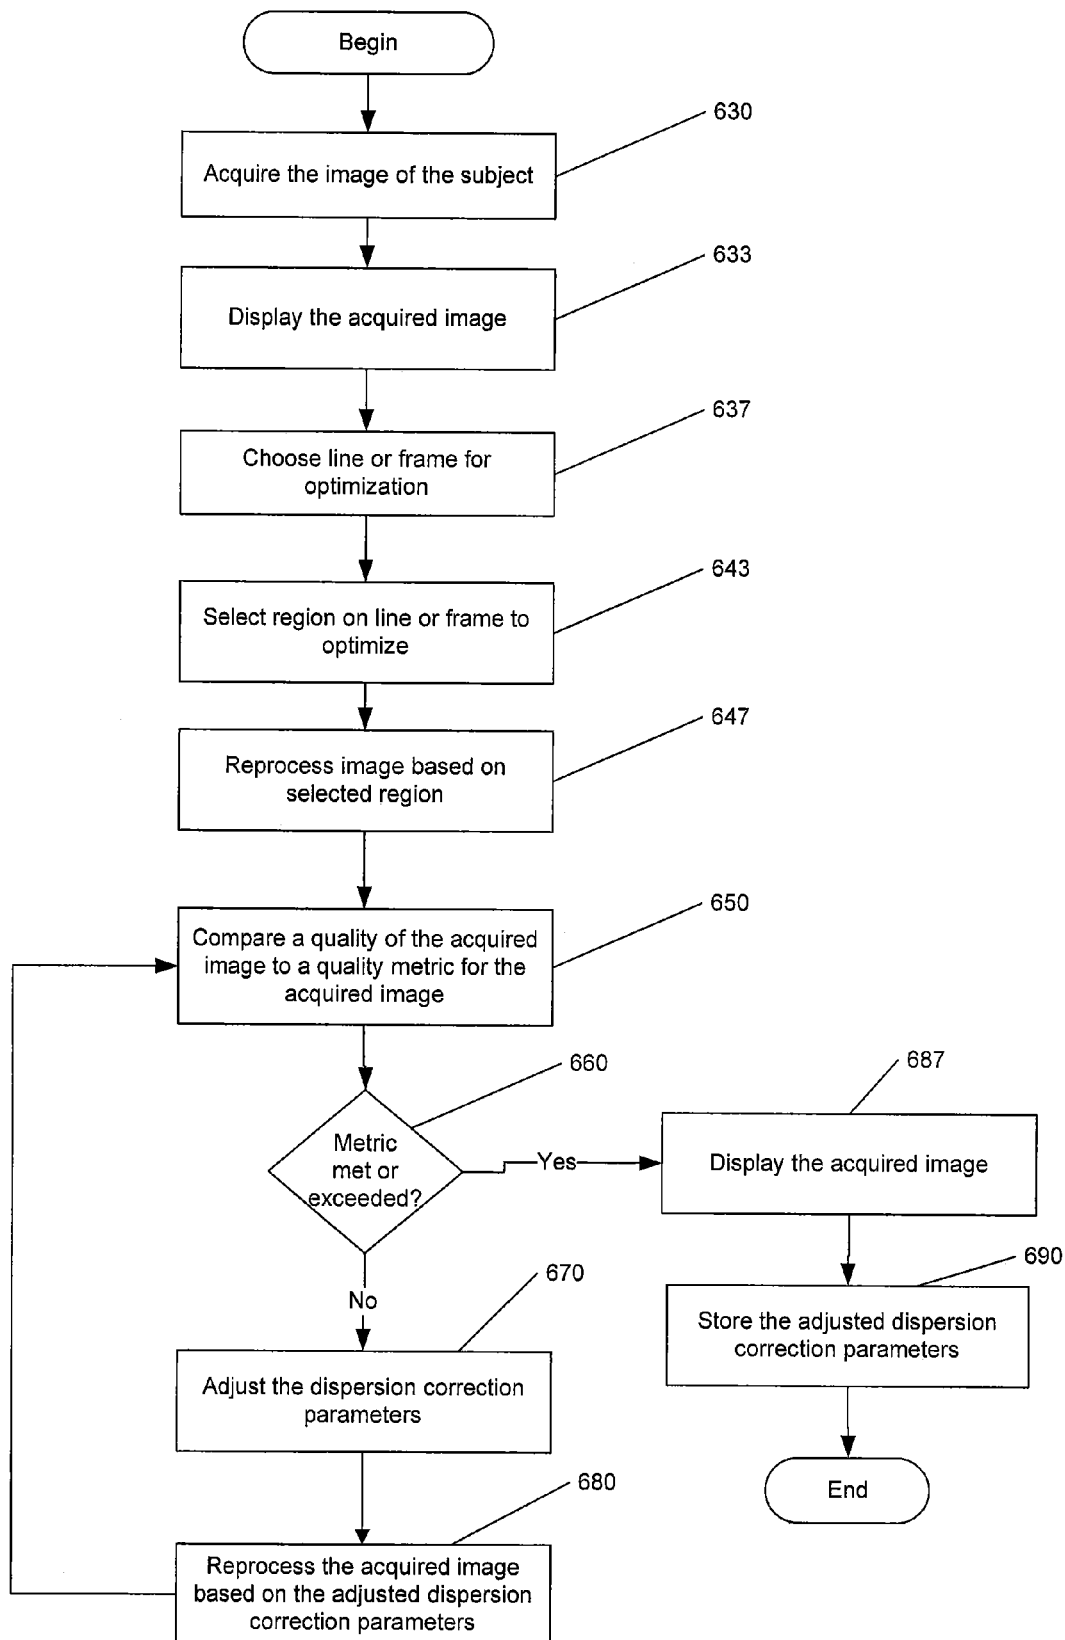 Begin
630
Acquire the image of the subject
633
Display the acquired image
637
Choose line or frame for
optimization
643
Select region on line or frame to
optimize
647
Reprocess image based on
selected region
650
Compare a quality of the acquired
image to a quality metric for the
acquired image
660
Metric
met or
exceeded?
Yes
687
Display the acquired image
690
Store the adjusted dispersion
correction parameters
End
No
670
Adjust the dispersion correction
parameters
680
Reprocess the acquired image
based on the adjusted dispersion
correction parameters